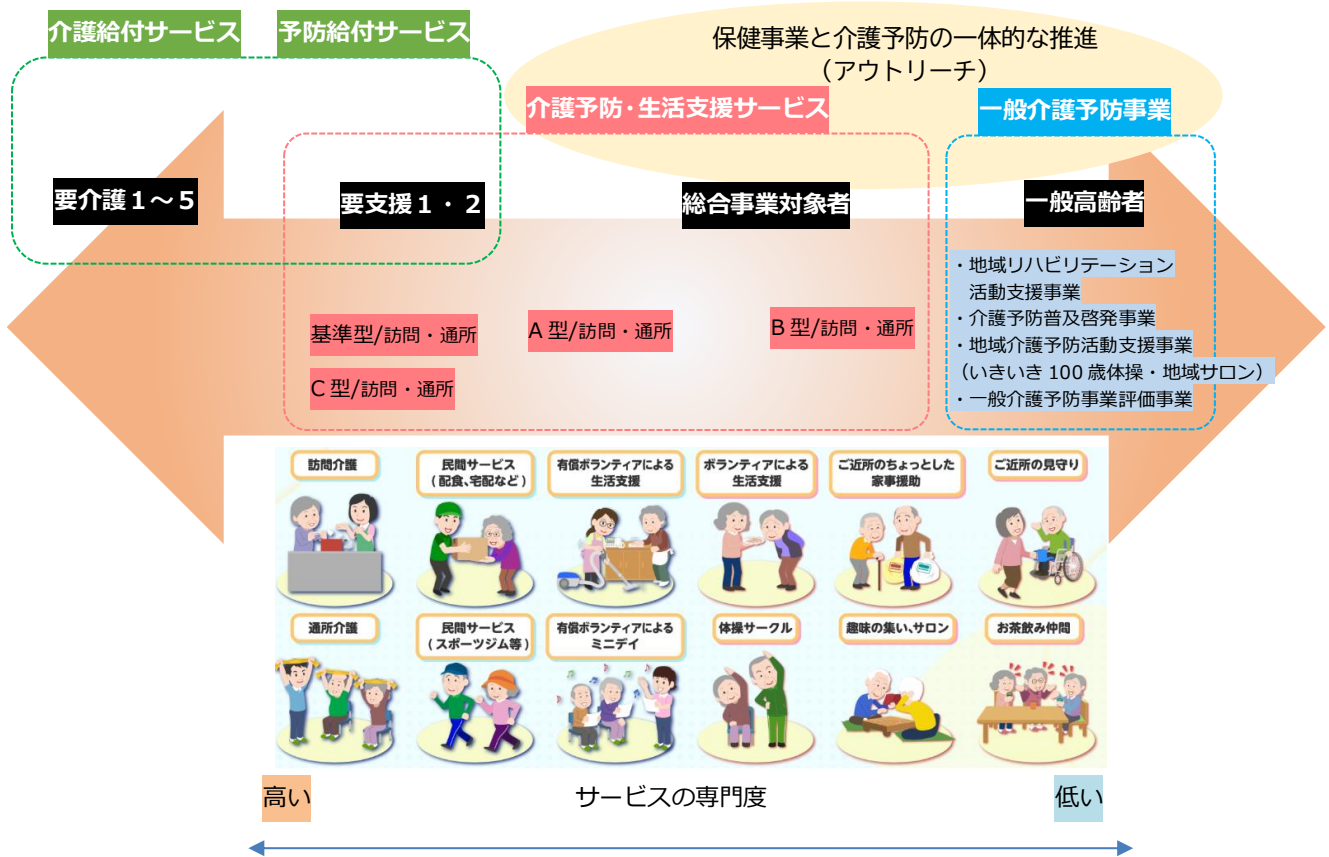 介護給付サービス
予防給付サービス
保健事業と介護予防の一体的な推進
（アウトリーチ）
介護予防・生活支援サービス
一般介護予防事業
要介護１～５
要支援１・２
総合事業対象者
一般高齢者
・地域リハビリテーション
活動支援事業
・介護予防普及啓発事業
・地域介護予防活動支援事業
（いきいき 100 歳体操・地域サロン）
・一般介護予防事業評価事業
基準型/訪問・通所
A 型/訪問・通所
B 型/訪問・通所
C 型/訪問・通所
訪問介護
民間サービス
(配食、宅配など)
有償ボランティアによる
生活支援
ボランティアによる
生活支援
ご近所のちょっとした
家事援助
ご近所の見守り
通所介護
民間サービス
(スポーツジム等)
有償ボランティアによる
ミニデイ
体操サークル
趣味の集い、サロン
お茶飲み仲間
高い
サービスの専門度
低い